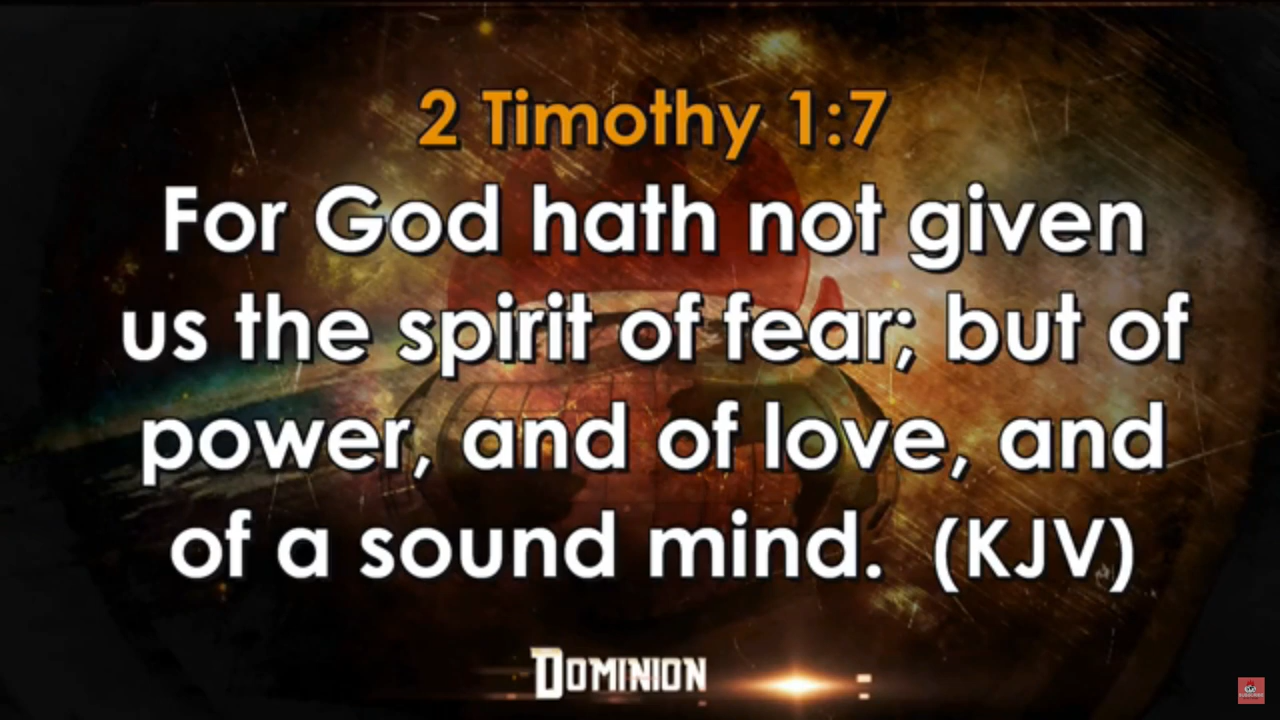 2 Timothy 1:7
For God hath not given
us the spirit of fear; but of
power, and of love, and
of a sound mind. (KJV)
DOMINION